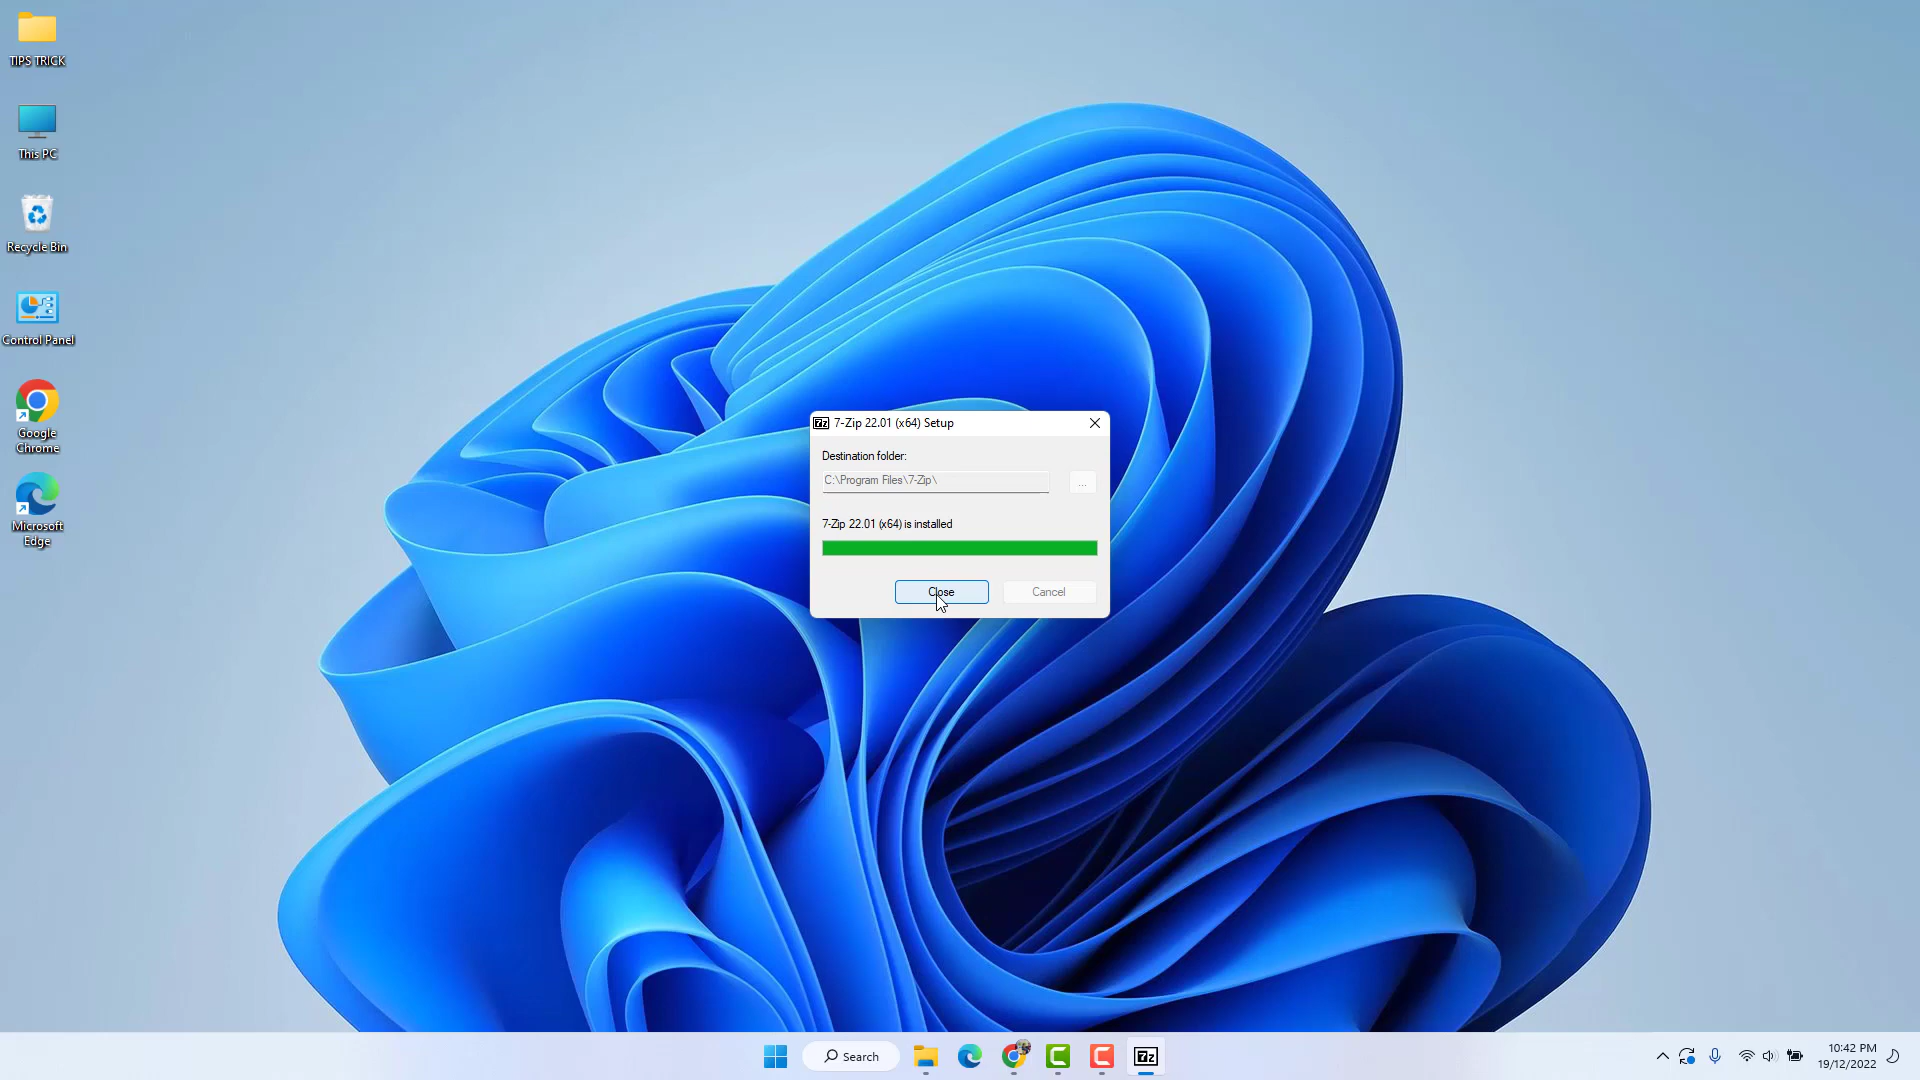 TIPS TRICK
This PC
Recycle Bin
Control Panel
Google
Chrome
Microsoft
Edge
7z 7-Zip 22.01 (x64) Setup
Destination folder:
C:\Program Files\7-Zip\
...
7-Zip 22.01 (x64) is installed
Close
Cancel
Search
7z
10:42 PM
19/12/2022